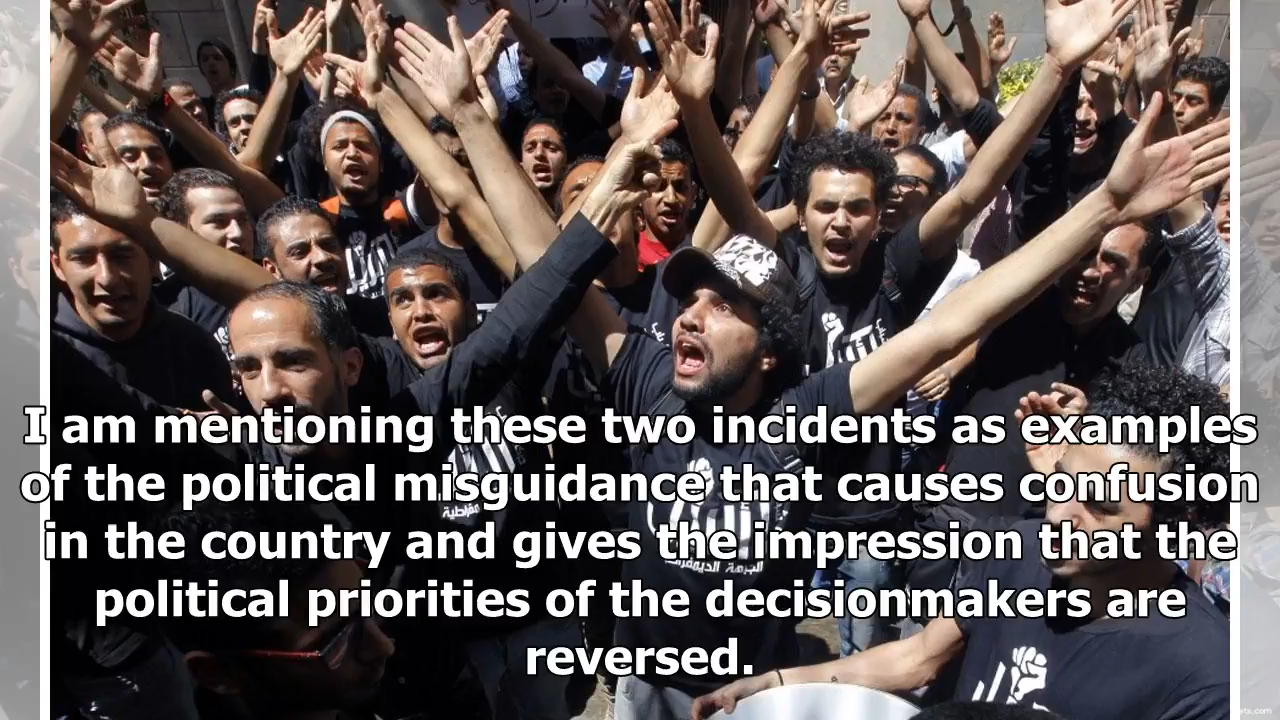 I am mentioning these two incidents as examples
of the political misguidance that causes confusion
in the country and gives the impression that the
political priorities of the decisionmakers are
reversed.